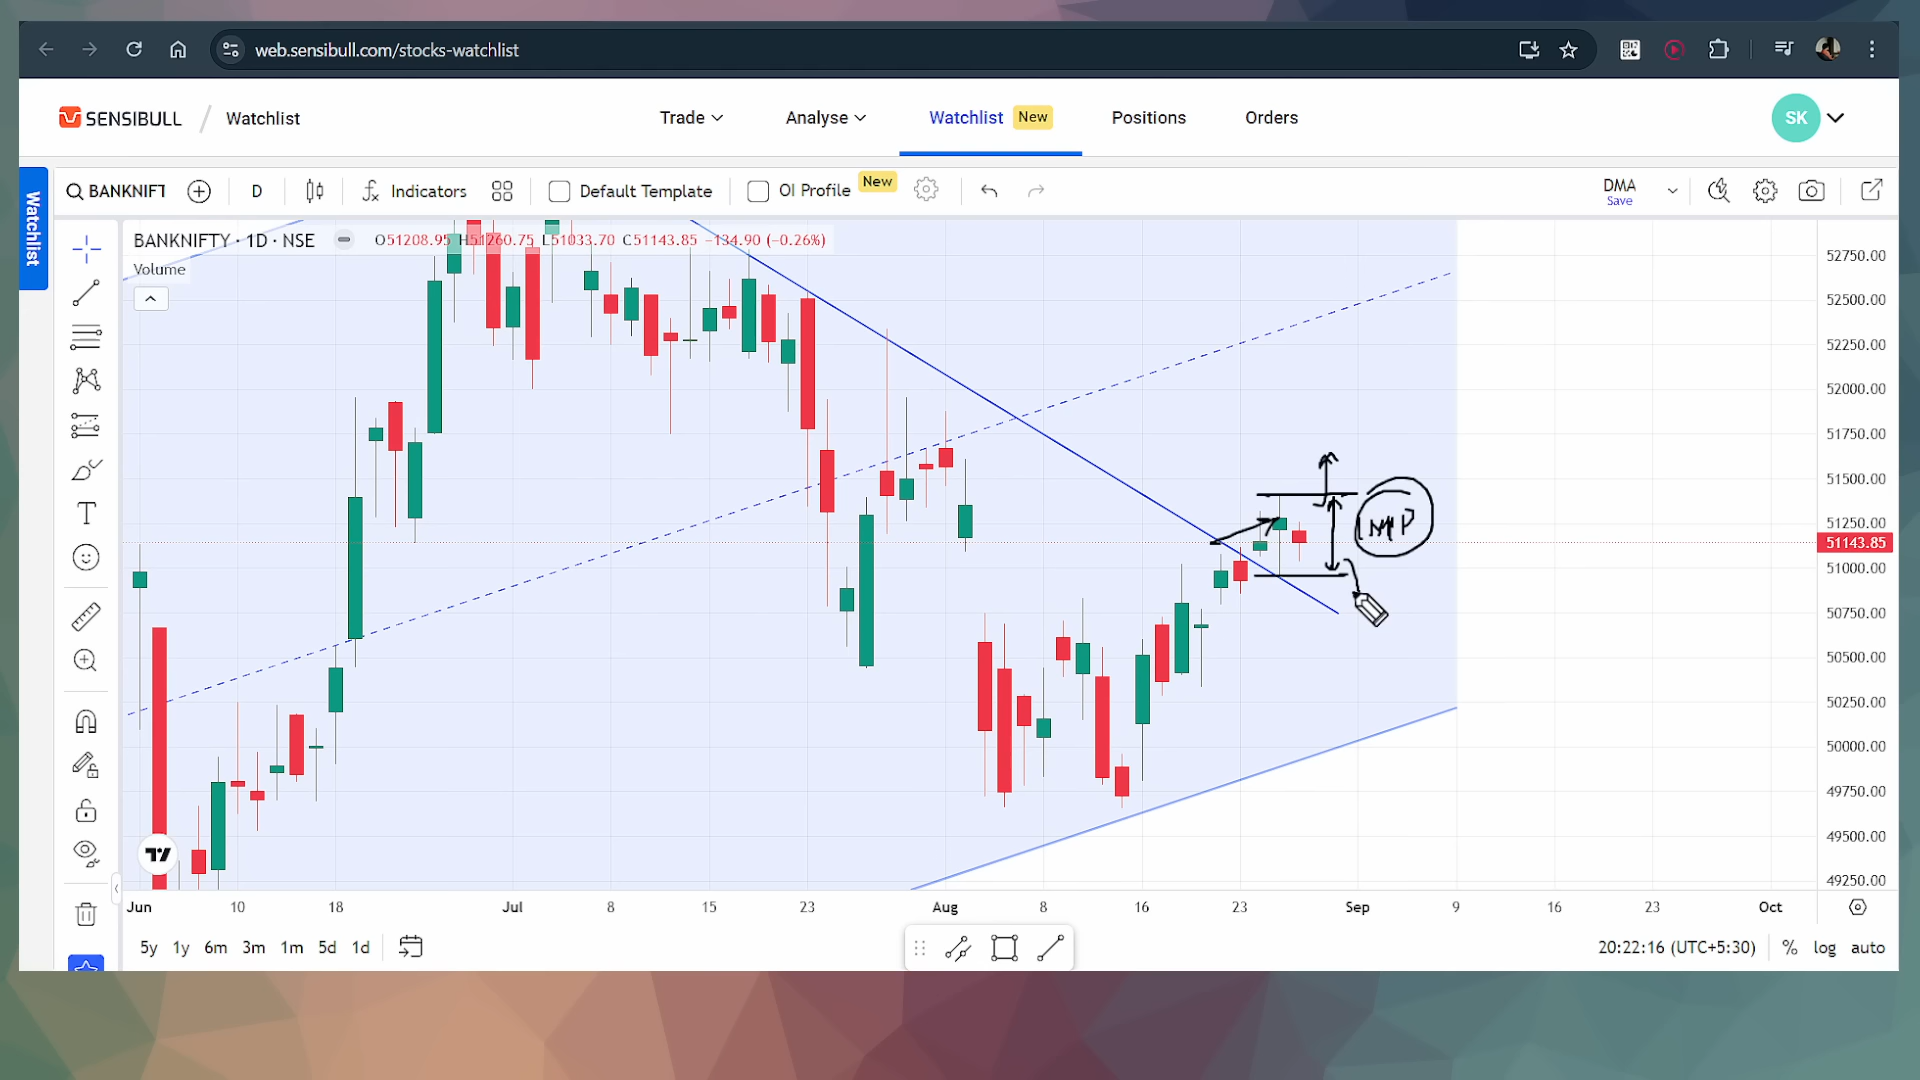 web.sensibull.com/stocks-watchlist
SENSIBULL / Watchlist
Trade
Analyse
Watchlist New
Positions
Orders
SK
Watchlist
BANKNIFT
D
Indicators
Default Template
OI Profile New
DMA
Save
BANKNIFTY · 1D · NSE
O51208.95 H51260.75 L51033.70 C51143.85 −134.90 (−0.26%)
Volume
52750.00
52500.00
52250.00
52000.00
51750.00
51500.00
51250.00
51143.85
51000.00
50750.00
50500.00
50250.00
50000.00
49750.00
49500.00
49250.00
Jun 10 18 Jul 8 15 23 Aug 8 16 23 Sep 9 16 23 Oct
5y 1y 6m 3m 1m 5d 1d
20:22:16 (UTC+5:30) % log auto